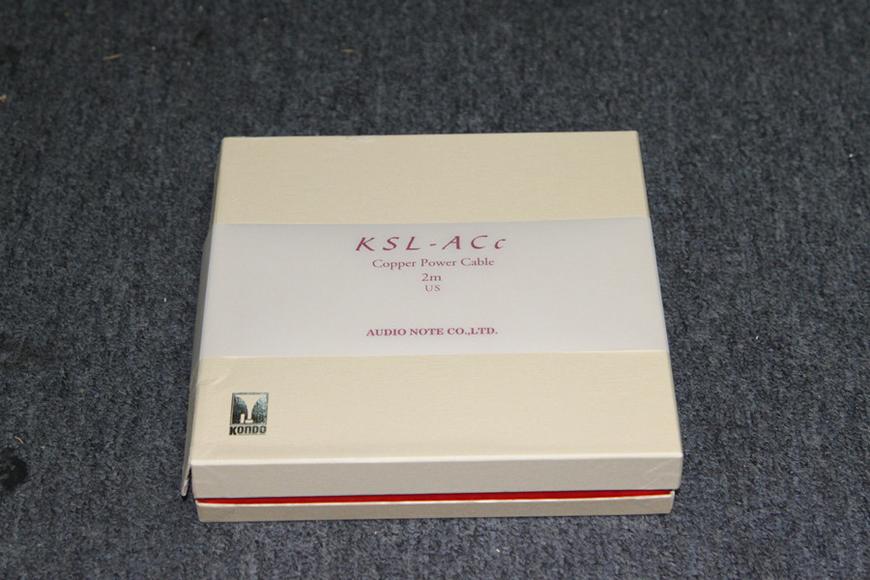 KSL-ACc
Copper Power Cable
2m
US
AUDIO NOTE CO.,LTD.
KONDO